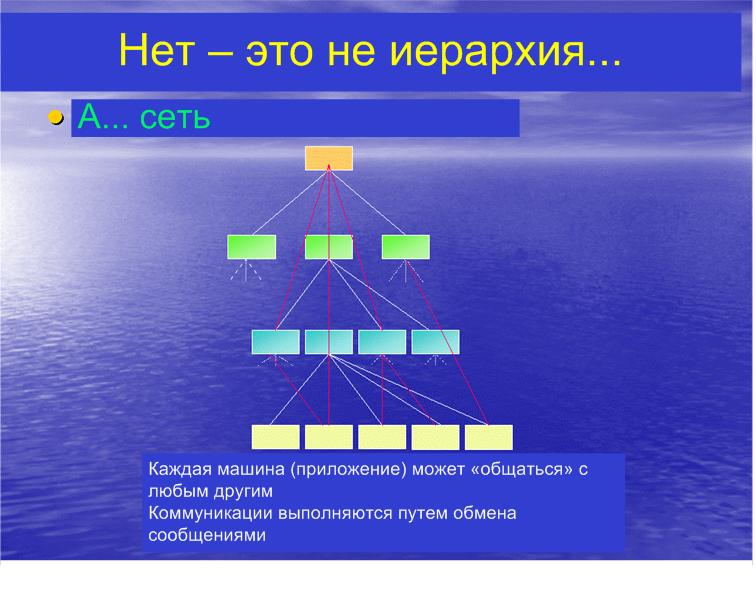 Нет – это не иерархия...
А... сеть
Каждая машина (приложение) может «общаться» с
любым другим
Коммуникации выполняются путем обмена
сообщениями